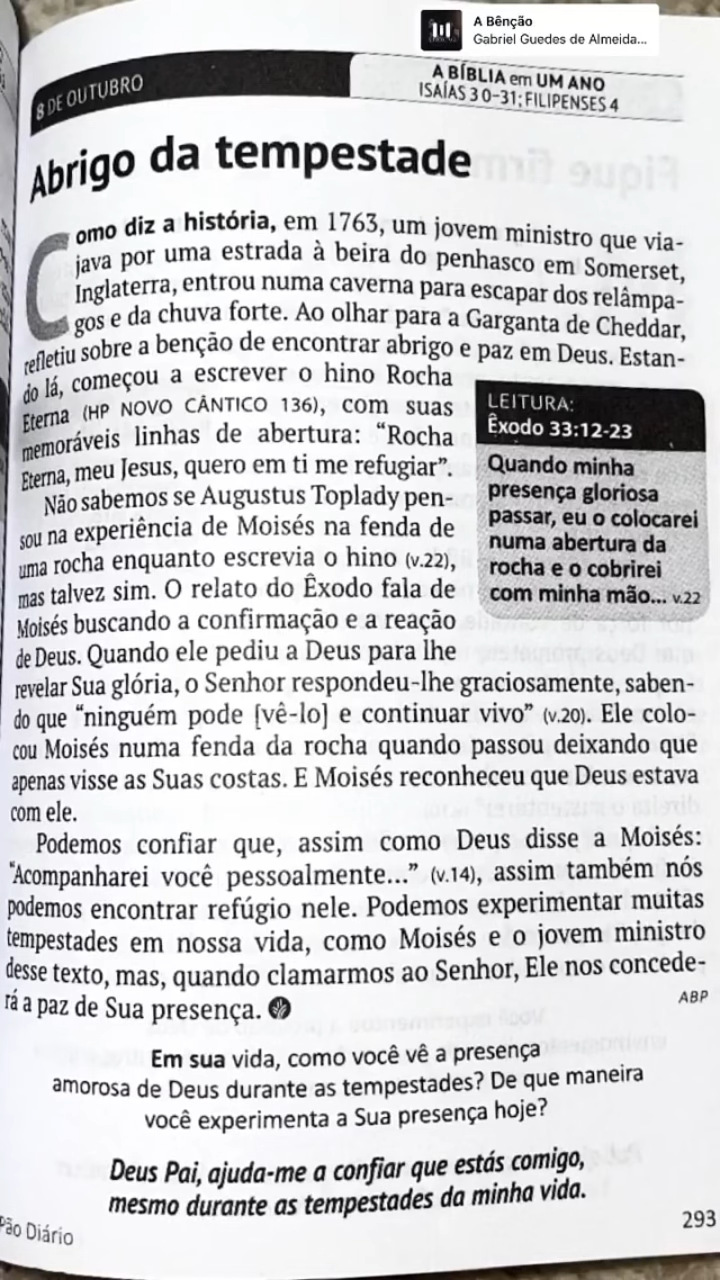 A Bênção
Gabriel Guedes de Almeida...
8 DE OUTUBRO
A BÍBLIA em UM ANO
ISAÍAS 30–31; FILIPENSES 4
Abrigo da tempestade
Como diz a história, em 1763, um jovem ministro que via-
java por uma estrada à beira do penhasco em Somerset,
Inglaterra, entrou numa caverna para escapar dos relâmpa-
gos e da chuva forte. Ao olhar para a Garganta de Cheddar,
refletiu sobre a benção de encontrar abrigo e paz em Deus. Estan-
do lá, começou a escrever o hino Rocha
Eterna (HP NOVO CÂNTICO 136), com suas
memoráveis linhas de abertura: “Rocha
Eterna, meu Jesus, quero em ti me refugiar”.
Não sabemos se Augustus Toplady pen-
sou na experiência de Moisés na fenda de
uma rocha enquanto escrevia o hino (v.22),
mas talvez sim. O relato do Êxodo fala de
Moisés buscando a confirmação e a reação
de Deus. Quando ele pediu a Deus para lhe
revelar Sua glória, o Senhor respondeu-lhe graciosamente, saben-
do que “ninguém pode [vê-lo] e continuar vivo” (v.20). Ele colo-
cou Moisés numa fenda da rocha quando passou deixando que
apenas visse as Suas costas. E Moisés reconheceu que Deus estava
com ele.
LEITURA:
Êxodo 33:12-23
Quando minha
presença gloriosa
passar, eu o colocarei
numa abertura da
rocha e o cobrirei
com minha mão... v.22
Podemos confiar que, assim como Deus disse a Moisés:
“Acompanharei você pessoalmente...” (v.14), assim também nós
podemos encontrar refúgio nele. Podemos experimentar muitas
tempestades em nossa vida, como Moisés e o jovem ministro
desse texto, mas, quando clamarmos ao Senhor, Ele nos concede-
rá a paz de Sua presença.
ABP
Em sua vida, como você vê a presença
amorosa de Deus durante as tempestades? De que maneira
você experimenta a Sua presença hoje?
Deus Pai, ajuda-me a confiar que estás comigo,
mesmo durante as tempestades da minha vida.
Pão Diário
293